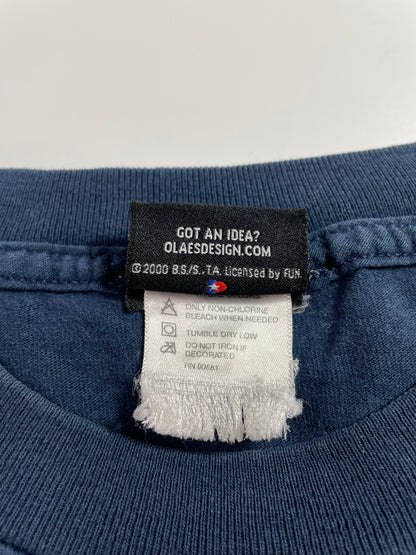 GOT AN IDEA?
OLAESDESIGN.COM
© 2000 B.S./S., T.A. Licensed by FUN.
ONLY NON-CHLORINE
BLEACH WHEN NEEDED
TUMBLE DRY LOW
DO NOT IRON IF
DECORATED
RN 90581